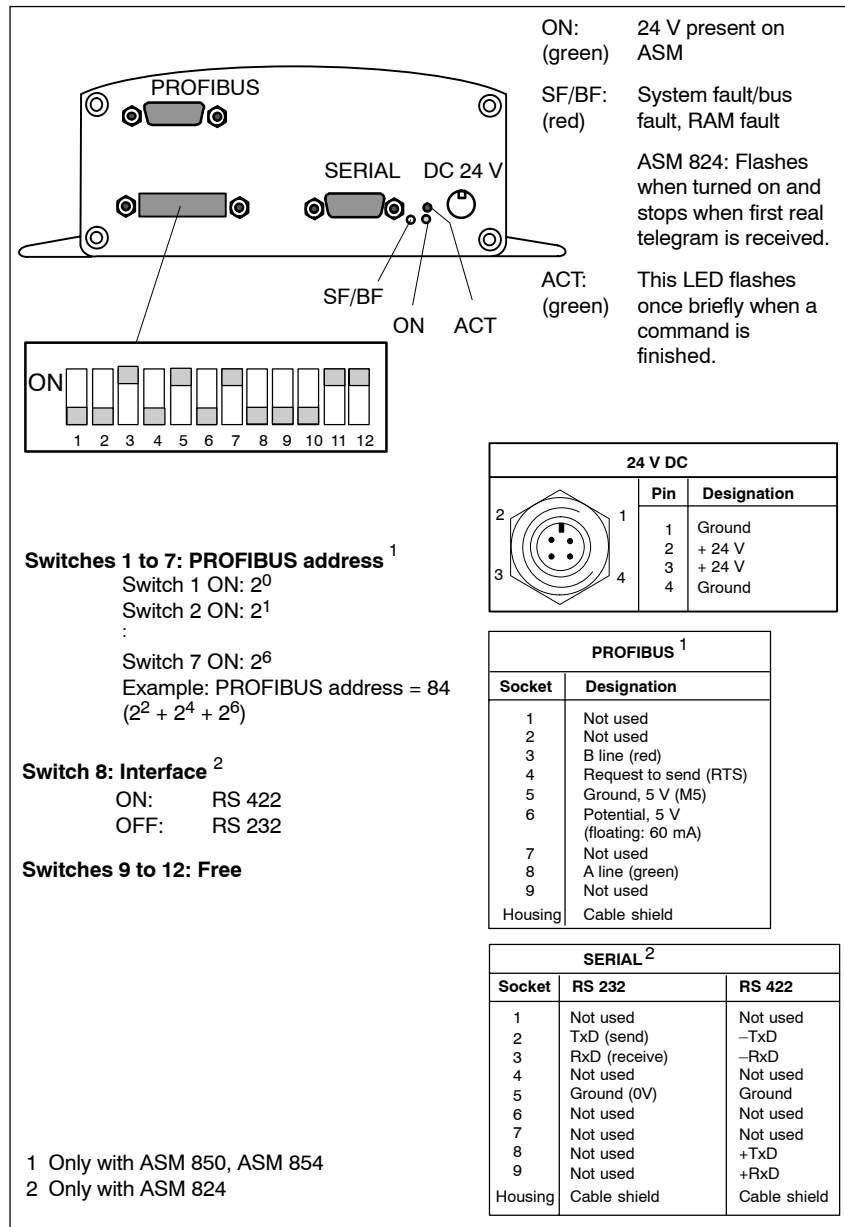 PROFIBUS
SERIAL DC 24 V
SF/BF
ON ACT
ON: 24 V present on
(green) ASM
SF/BF: System fault/bus
(red) fault, RAM fault
ASM 824: Flashes
when turned on and
stops when first real
telegram is received.
ACT: This LED flashes
(green) once briefly when a
command is
finished.
ON
1 2 3 4 5 6 7 8 9 10 11 12
Switches 1 to 7: PROFIBUS address 1
Switch 1 ON: 2⁰
Switch 2 ON: 2¹
:
Switch 7 ON: 2⁶
Example: PROFIBUS address = 84
(2² + 2⁴ + 2⁶)
Switch 8: Interface 2
ON: RS 422
OFF: RS 232
Switches 9 to 12: Free
1 Only with ASM 850, ASM 854
2 Only with ASM 824
24 V DC
Pin Designation
2 1
3 4
1 Ground
2 + 24 V
3 + 24 V
4 Ground
PROFIBUS 1
Socket Designation
1 Not used
2 Not used
3 B line (red)
4 Request to send (RTS)
5 Ground, 5 V (M5)
6 Potential, 5 V
(floating: 60 mA)
7 Not used
8 A line (green)
9 Not used
Housing Cable shield
SERIAL 2
Socket RS 232 RS 422
1 Not used Not used
2 TxD (send) –TxD
3 RxD (receive) –RxD
4 Not used Not used
5 Ground (0V) Ground
6 Not used Not used
7 Not used Not used
8 Not used +TxD
9 Not used +RxD
Housing Cable shield Cable shield